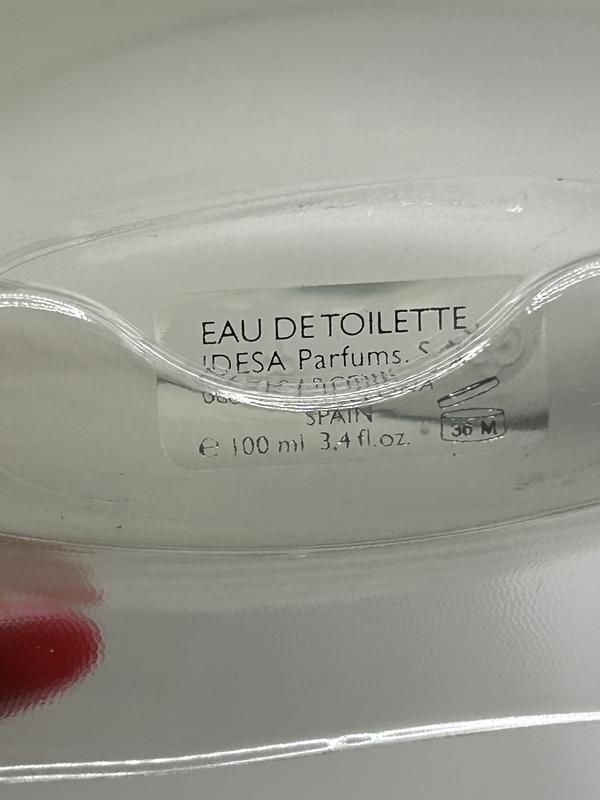 EAU DE TOILETTE
IDESA Parfums. S.
SPAIN
e 100 ml 3.4 fl.oz.
36 M